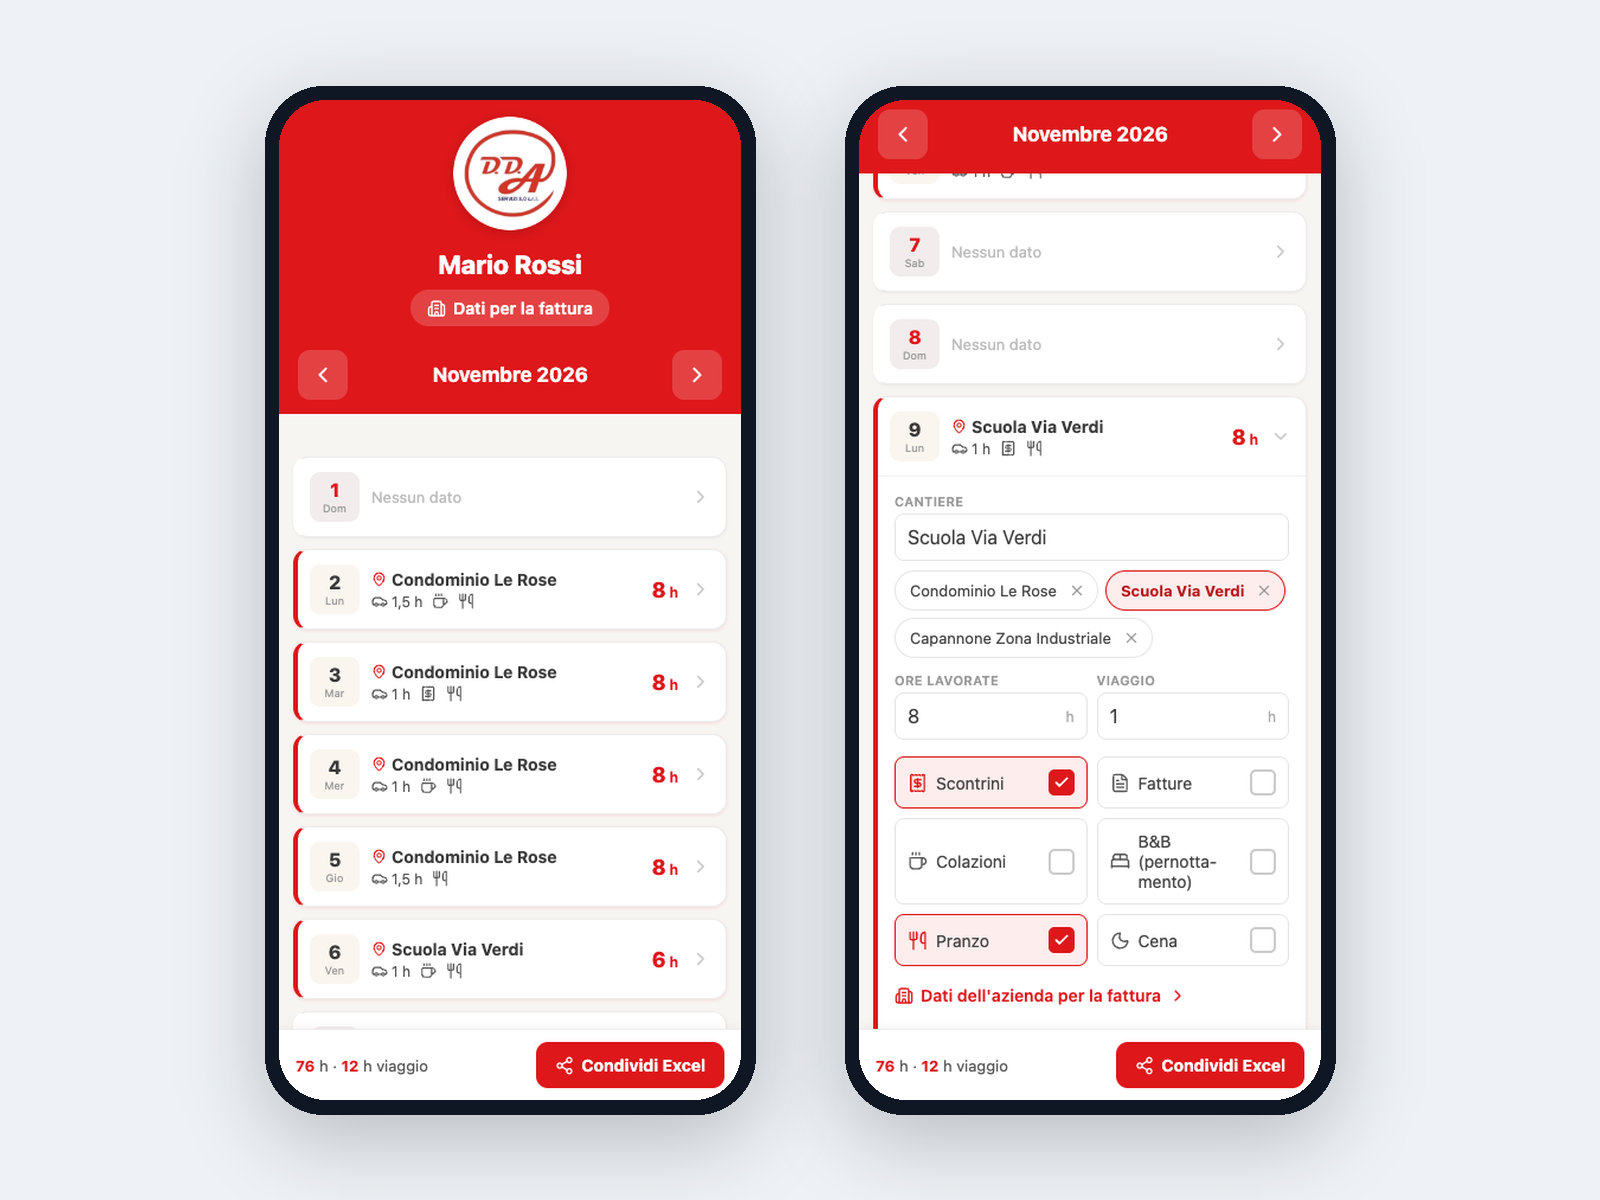 D.D.A
Mario Rossi
Dati per la fattura
Novembre 2026
1
Dom
Nessun dato
2
Lun
Condominio Le Rose
1,5 h
8 h
3
Mar
Condominio Le Rose
1 h
8 h
4
Mer
Condominio Le Rose
1 h
8 h
5
Gio
Condominio Le Rose
1,5 h
8 h
6
Ven
Scuola Via Verdi
1 h
6 h
76 h · 12 h viaggio
Condividi Excel
Novembre 2026
7
Sab
Nessun dato
8
Dom
Nessun dato
9
Lun
Scuola Via Verdi
1 h
8 h
CANTIERE
Scuola Via Verdi
Condominio Le Rose
Scuola Via Verdi
Capannone Zona Industriale
ORE LAVORATE
VIAGGIO
8 h
1 h
Scontrini
Fatture
Colazioni
B&B
(pernotta-
mento)
Pranzo
Cena
Dati dell'azienda per la fattura
76 h · 12 h viaggio
Condividi Excel